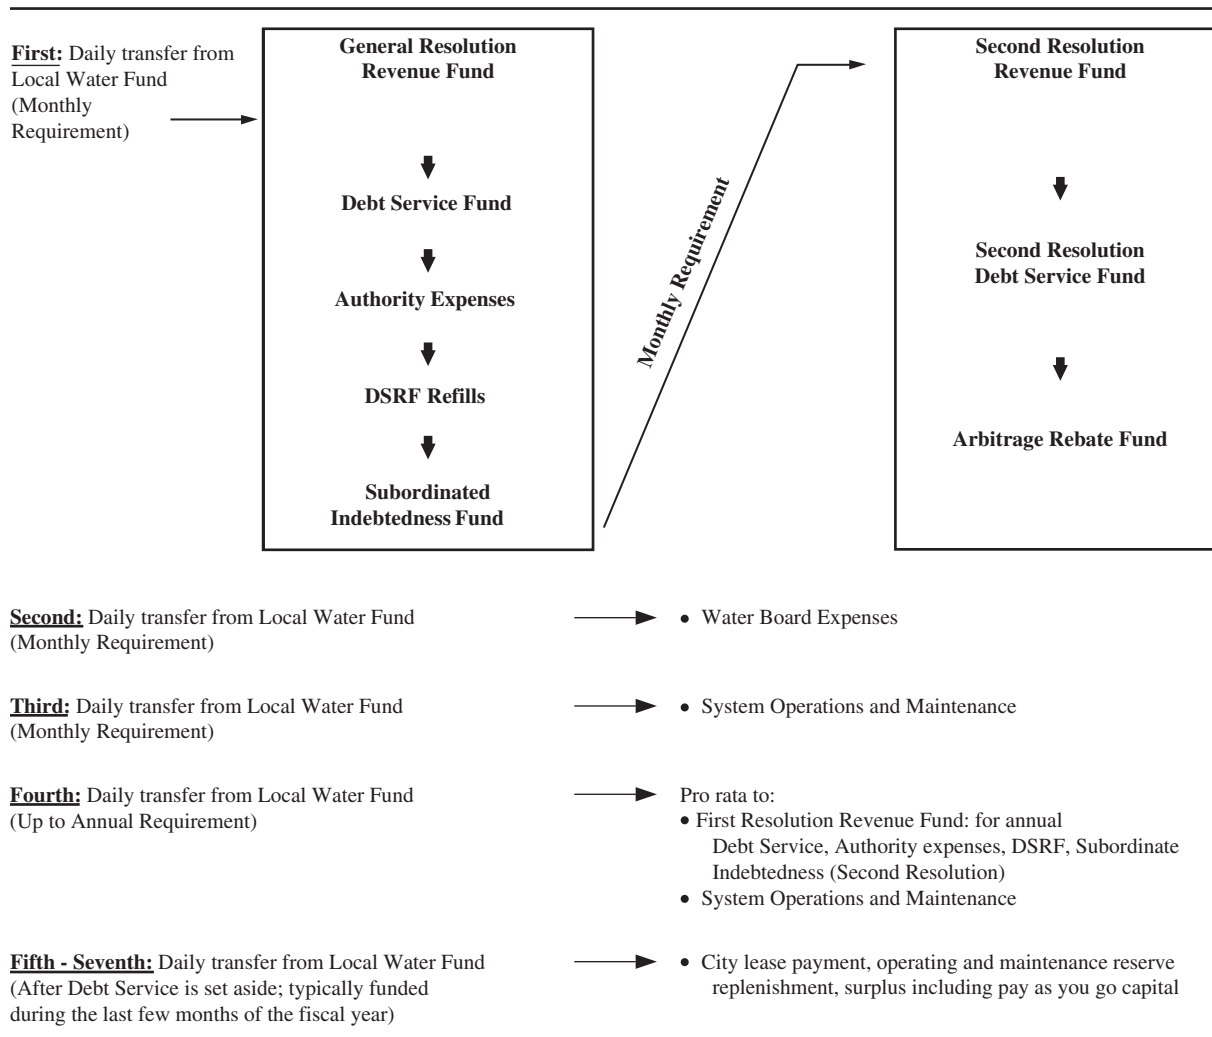 First: Daily transfer from
Local Water Fund
(Monthly
Requirement)
General Resolution
Revenue Fund
Debt Service Fund
Authority Expenses
DSRF Refills
Subordinated
Indebtedness Fund
Monthly Requirement
Second Resolution
Revenue Fund
Second Resolution
Debt Service Fund
Arbitrage Rebate Fund
Second: Daily transfer from Local Water Fund
(Monthly Requirement)
• Water Board Expenses
Third: Daily transfer from Local Water Fund
(Monthly Requirement)
• System Operations and Maintenance
Fourth: Daily transfer from Local Water Fund
(Up to Annual Requirement)
Pro rata to:
• First Resolution Revenue Fund: for annual
Debt Service, Authority expenses, DSRF, Subordinate
Indebtedness (Second Resolution)
• System Operations and Maintenance
Fifth - Seventh: Daily transfer from Local Water Fund
(After Debt Service is set aside; typically funded
during the last few months of the fiscal year)
• City lease payment, operating and maintenance reserve
replenishment, surplus including pay as you go capital